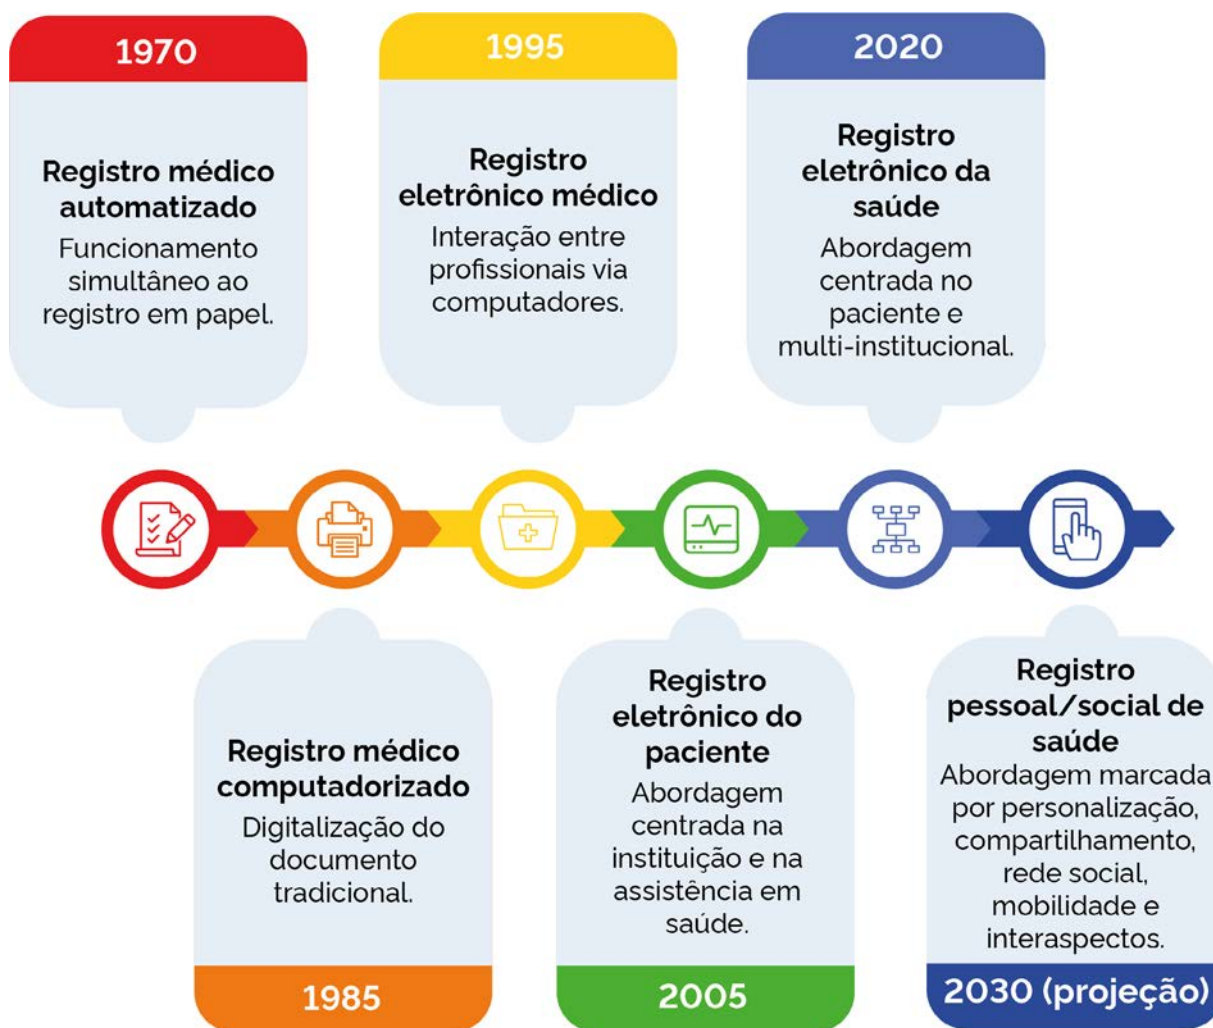 1970
Registro médico
automatizado
Funcionamento
simultâneo ao
registro em papel.
1995
Registro
eletrônico médico
Interação entre
profissionais via
computadores.
2020
Registro
eletrônico da
saúde
Abordagem
centrada no
paciente e
multi-institucional.
Registro médico
computadorizado
Digitalização do
documento
tradicional.
1985
Registro
eletrônico do
paciente
Abordagem
centrada na
instituição e na
assistência em
saúde.
2005
Registro
pessoal/social de
saúde
Abordagem marcada
por personalização,
compartilhamento,
rede social,
mobilidade e
interaspectos.
2030 (projeção)